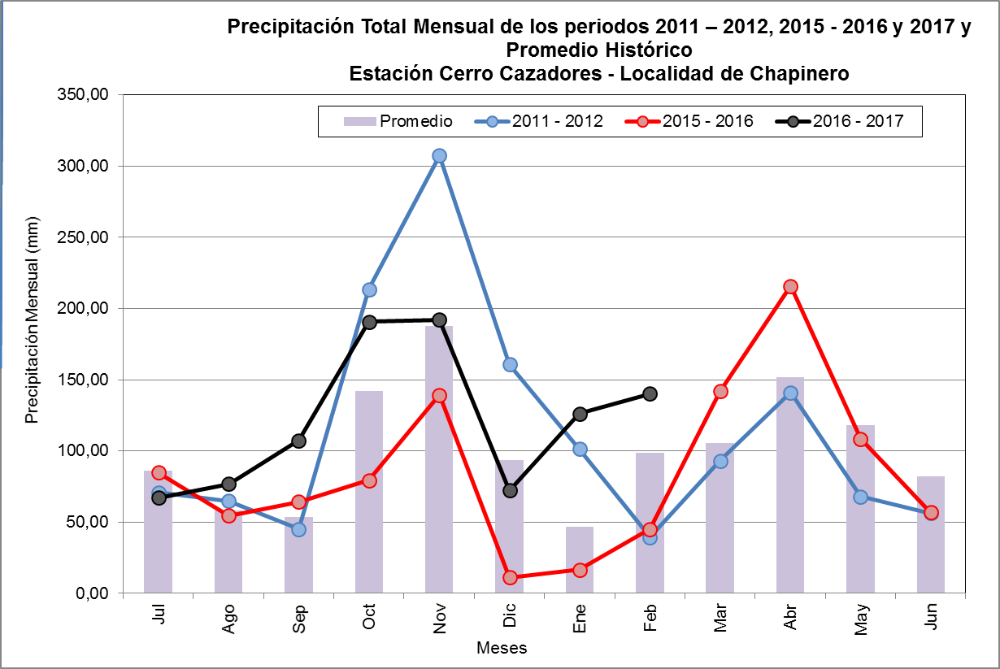 Precipitación Total Mensual de los periodos 2011 – 2012, 2015 - 2016 y 2017 y
Promedio Histórico
Estación Cerro Cazadores - Localidad de Chapinero
Promedio
2011 - 2012
2015 - 2016
2016 - 2017
Precipitación Mensual (mm)
350,00
300,00
250,00
200,00
150,00
100,00
50,00
0,00
Jul
Ago
Sep
Oct
Nov
Dic
Ene
Feb
Mar
Abr
May
Jun
Meses